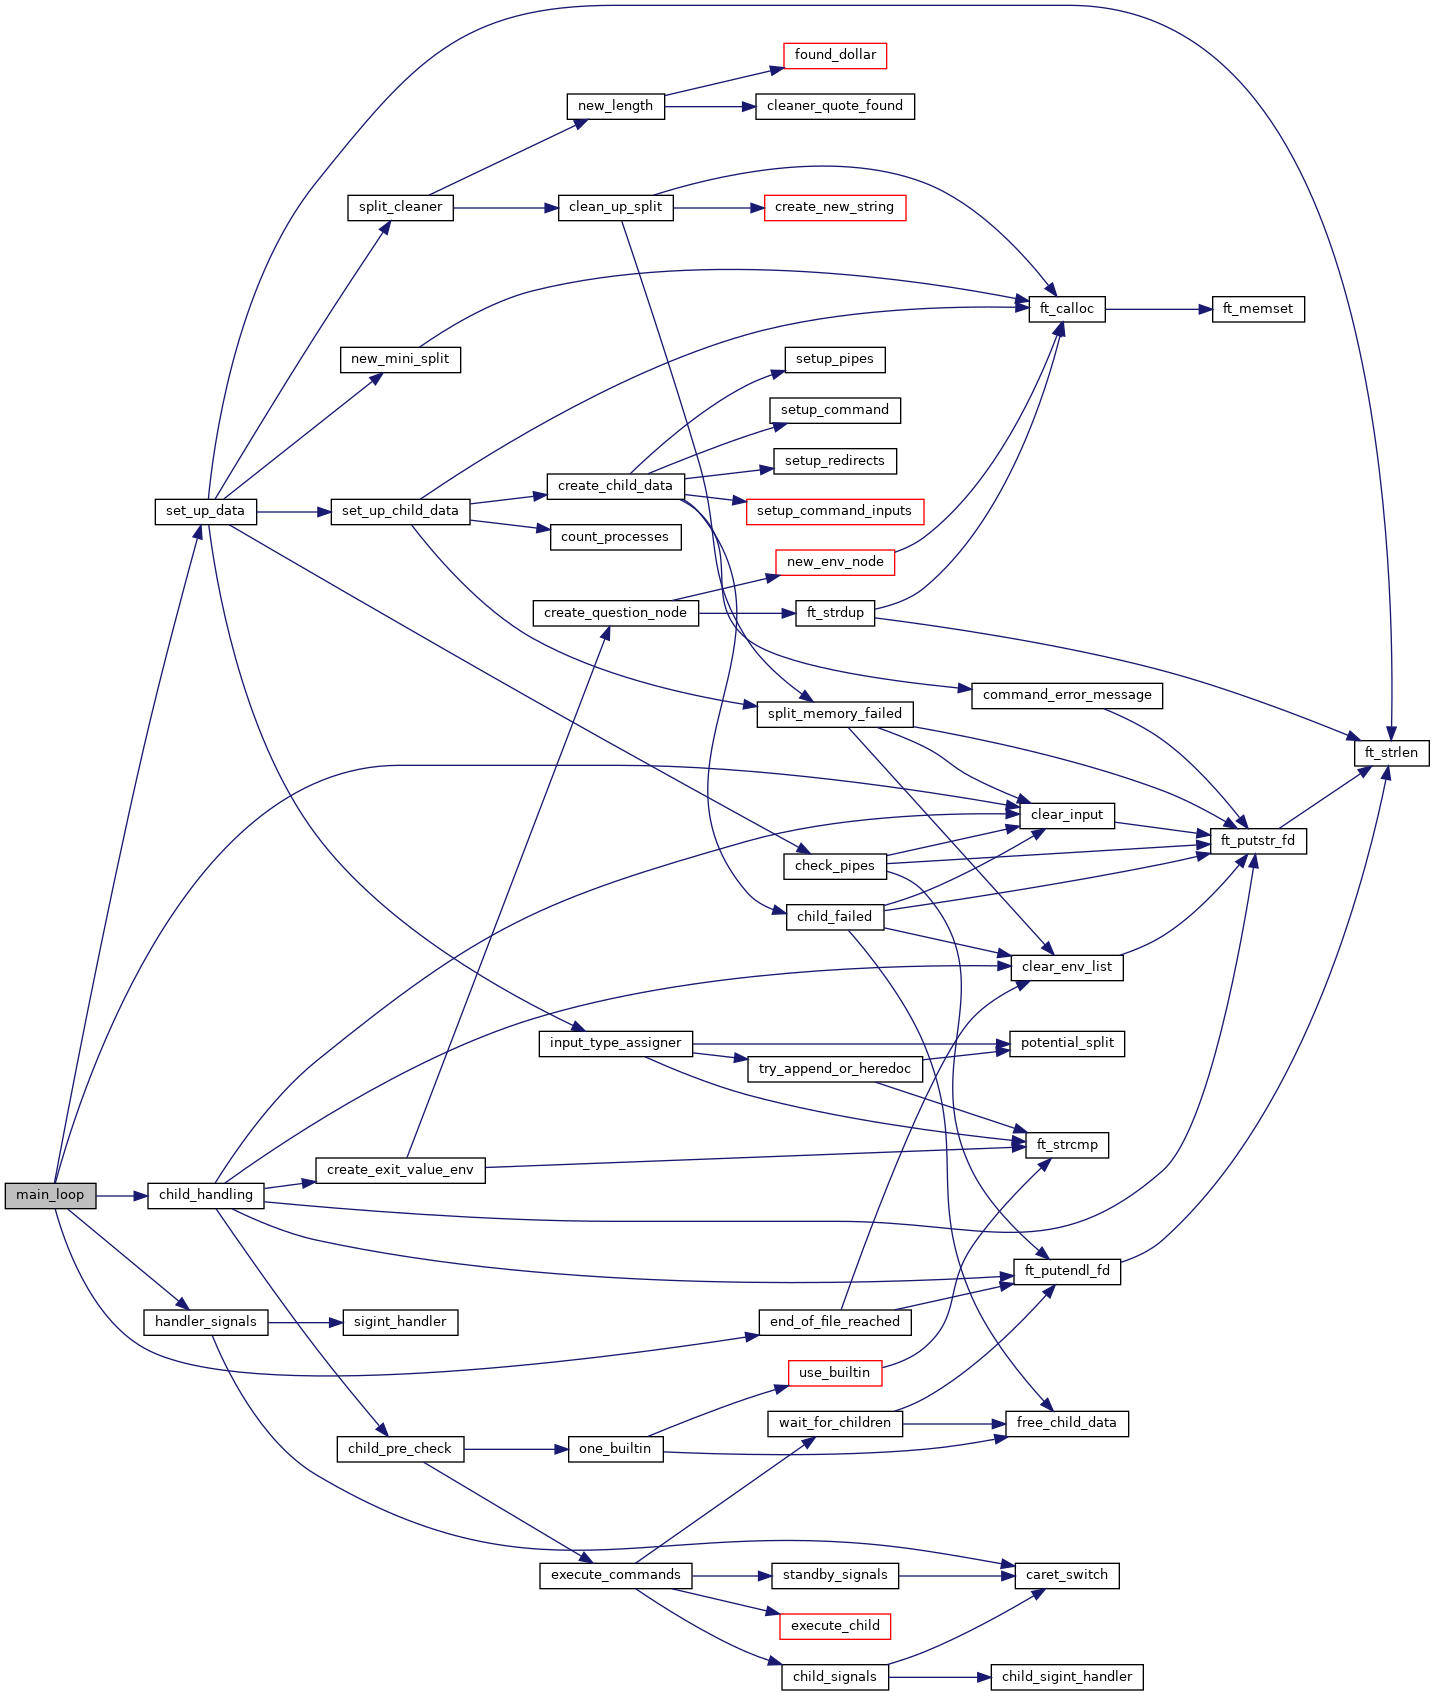 found_dollar
new_length
cleaner_quote_found
split_cleaner
clean_up_split
create_new_string
ft_calloc
ft_memset
new_mini_split
setup_pipes
setup_command
setup_redirects
create_child_data
set_up_data
set_up_child_data
setup_command_inputs
count_processes
new_env_node
create_question_node
ft_strdup
command_error_message
split_memory_failed
ft_strlen
clear_input
ft_putstr_fd
check_pipes
child_failed
clear_env_list
input_type_assigner
potential_split
try_append_or_heredoc
ft_strcmp
create_exit_value_env
main_loop
child_handling
ft_putendl_fd
handler_signals
sigint_handler
end_of_file_reached
use_builtin
wait_for_children
free_child_data
child_pre_check
one_builtin
execute_commands
standby_signals
caret_switch
execute_child
child_signals
child_sigint_handler